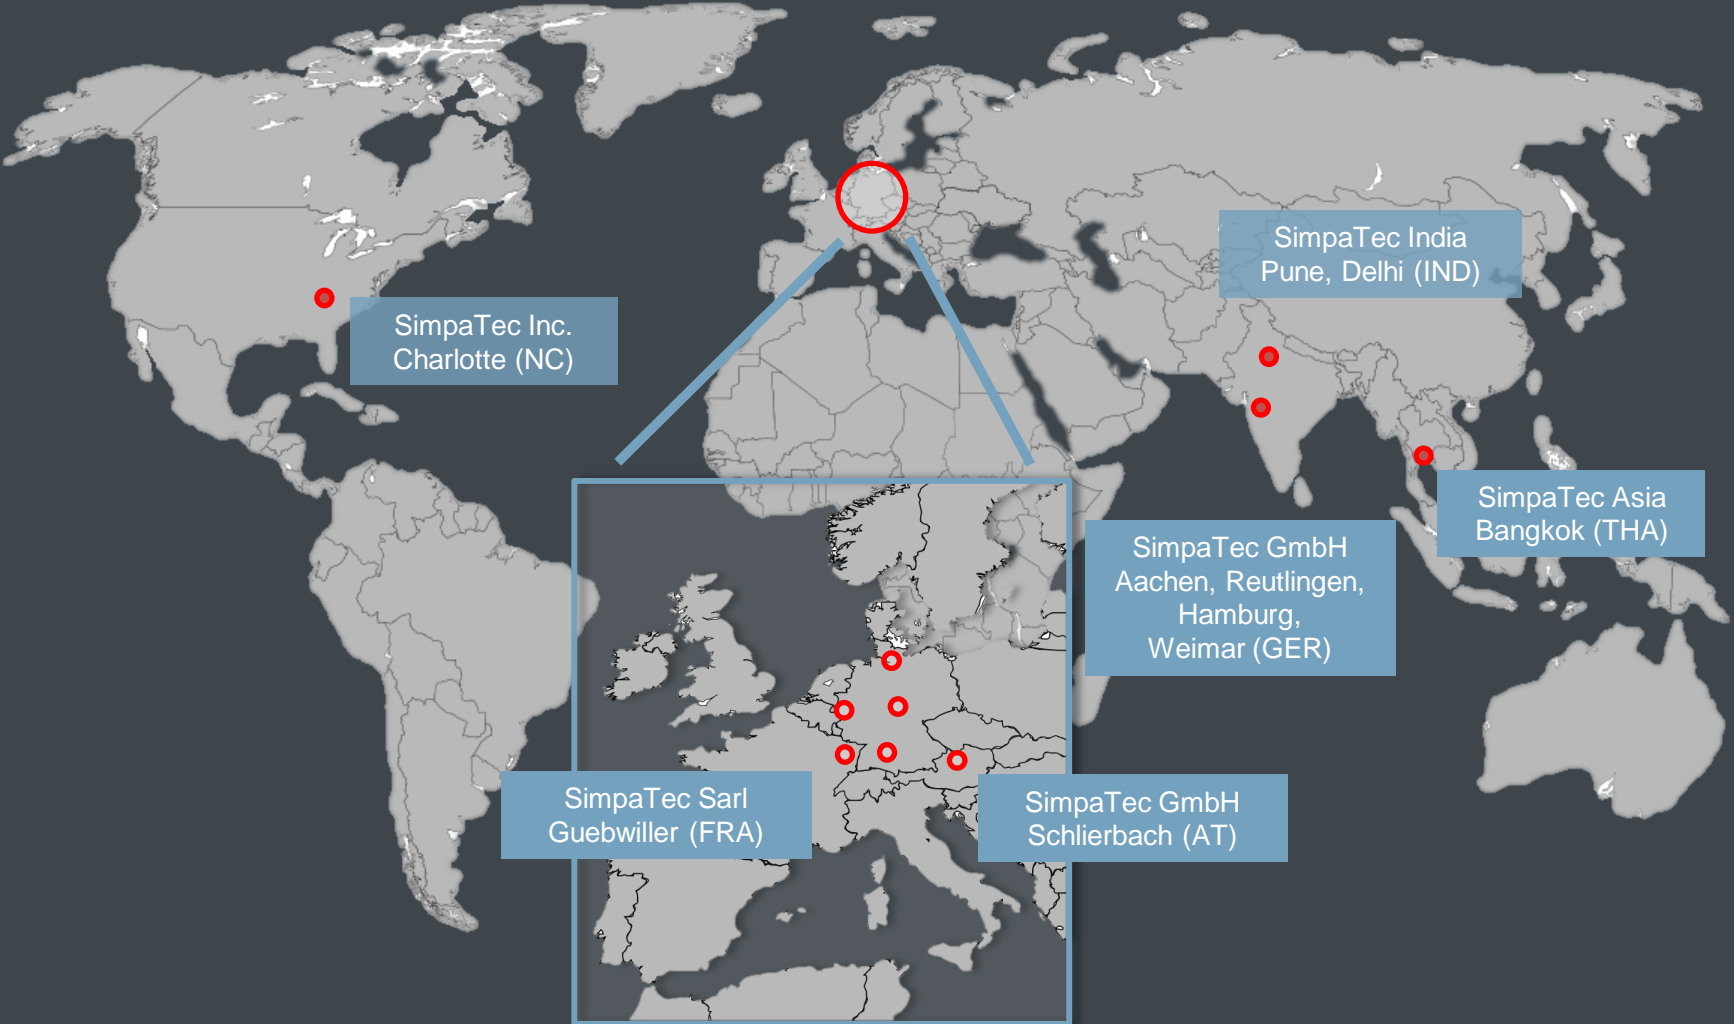 SimpaTec India
Pune, Delhi (IND)
SimpaTec Inc.
Charlotte (NC)
SimpaTec Asia
Bangkok (THA)
SimpaTec GmbH
Aachen, Reutlingen,
Hamburg,
Weimar (GER)
SimpaTec Sarl
Guebwiller (FRA)
SimpaTec GmbH
Schlierbach (AT)